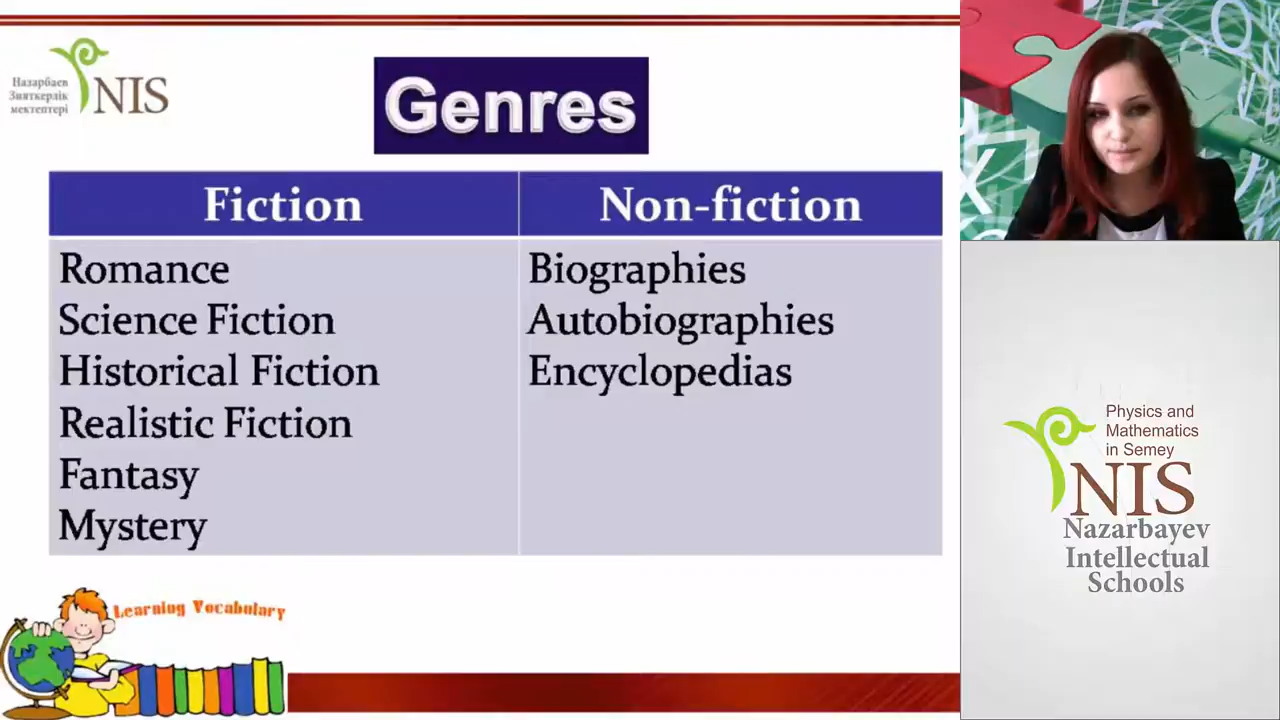 Назарбаев
Зияткерлік
мектептері
NIS
Genres
Fiction
Non-fiction
Romance
Science Fiction
Historical Fiction
Realistic Fiction
Fantasy
Mystery
Biographies
Autobiographies
Encyclopedias
Learning Vocabulary
Physics and
Mathematics
in Semey
NIS
Nazarbayev
Intellectual
Schools